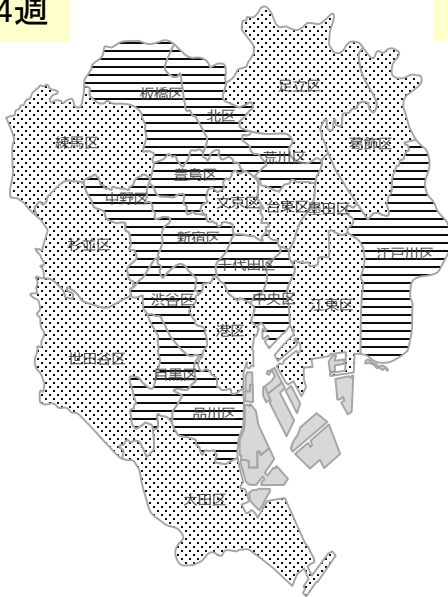 4週
足立区
板橋区
北区
練馬区
葛飾区
荒川区
豊島区
中野区
文京区
台東区
墨田区
杉並区
新宿区
千代田区
江戸川区
渋谷区
中央区
江東区
港区
世田谷区
目黒区
品川区
大田区